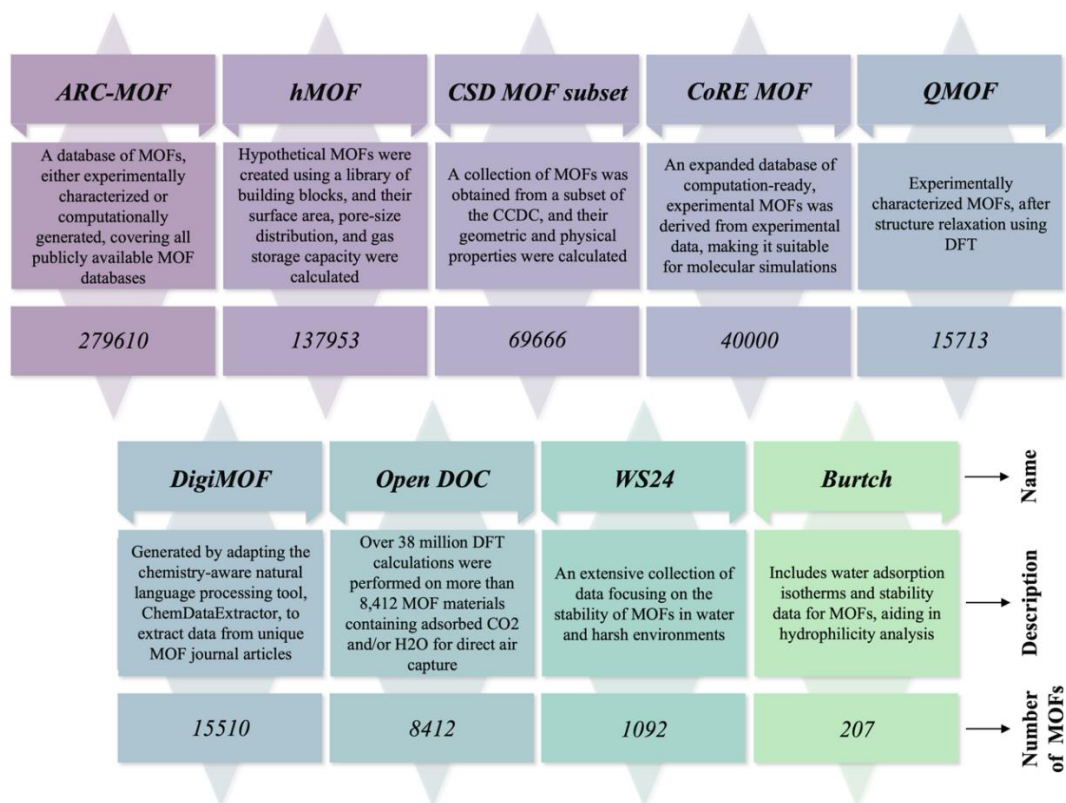 ARC-MOF
hMOF
CSD MOF subset
CoRE MOF
QMOF
A database of MOFs,
either experimentally
characterized or
computationally
generated, covering all
publicly available MOF
databases
Hypothetical MOFs were
created using a library of
building blocks, and their
surface area, pore-size
distribution, and gas
storage capacity were
calculated
A collection of MOFs was
obtained from a subset of
the CCDC, and their
geometric and physical
properties were calculated
An expanded database of
computation-ready,
experimental MOFs was
derived from experimental
data, making it suitable
for molecular simulations
Experimentally
characterized MOFs, after
structure relaxation using
DFT
279610
137953
69666
40000
15713
DigiMOF
Open DOC
WS24
Burtch
Name
Generated by adapting the
chemistry-aware natural
language processing tool,
ChemDataExtractor, to
extract data from unique
MOF journal articles
Over 38 million DFT
calculations were
performed on more than
8,412 MOF materials
containing adsorbed CO2
and/or H2O for direct air
capture
An extensive collection of
data focusing on the
stability of MOFs in water
and harsh environments
Includes water adsorption
isotherms and stability
data for MOFs, aiding in
hydrophilicity analysis
Description
15510
8412
1092
207
Number
of MOFs